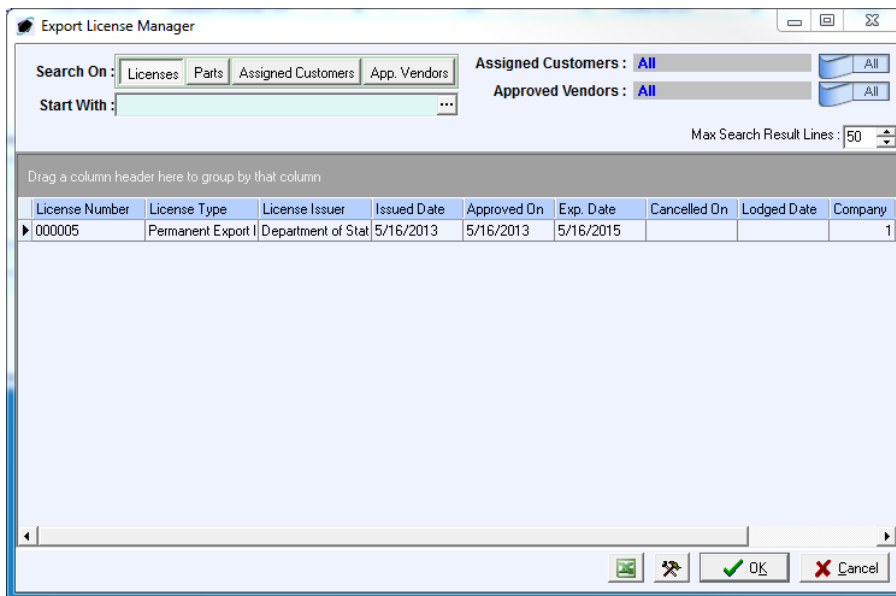 Export License Manager
Search On : Licenses Parts Assigned Customers App. Vendors
Assigned Customers : All All
Start With : ...
Approved Vendors : All All
Max Search Result Lines : 50
Drag a column header here to group by that column
License Number License Type License Issuer Issued Date Approved On Exp. Date Cancelled On Lodged Date Company
000005 Permanent Export Department of Stat 5/16/2013 5/16/2013 5/16/2015 1
OK Cancel